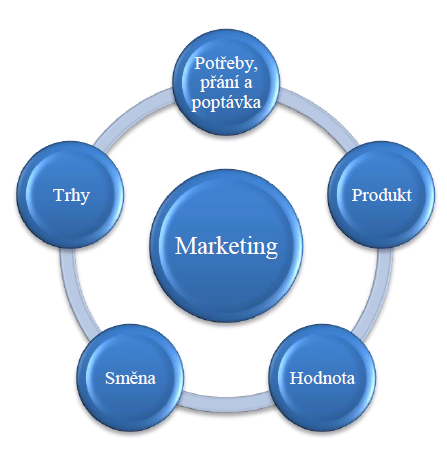 Potřeby,
přání a
poptávka
Trhy
Produkt
Marketing
Směna
Hodnota